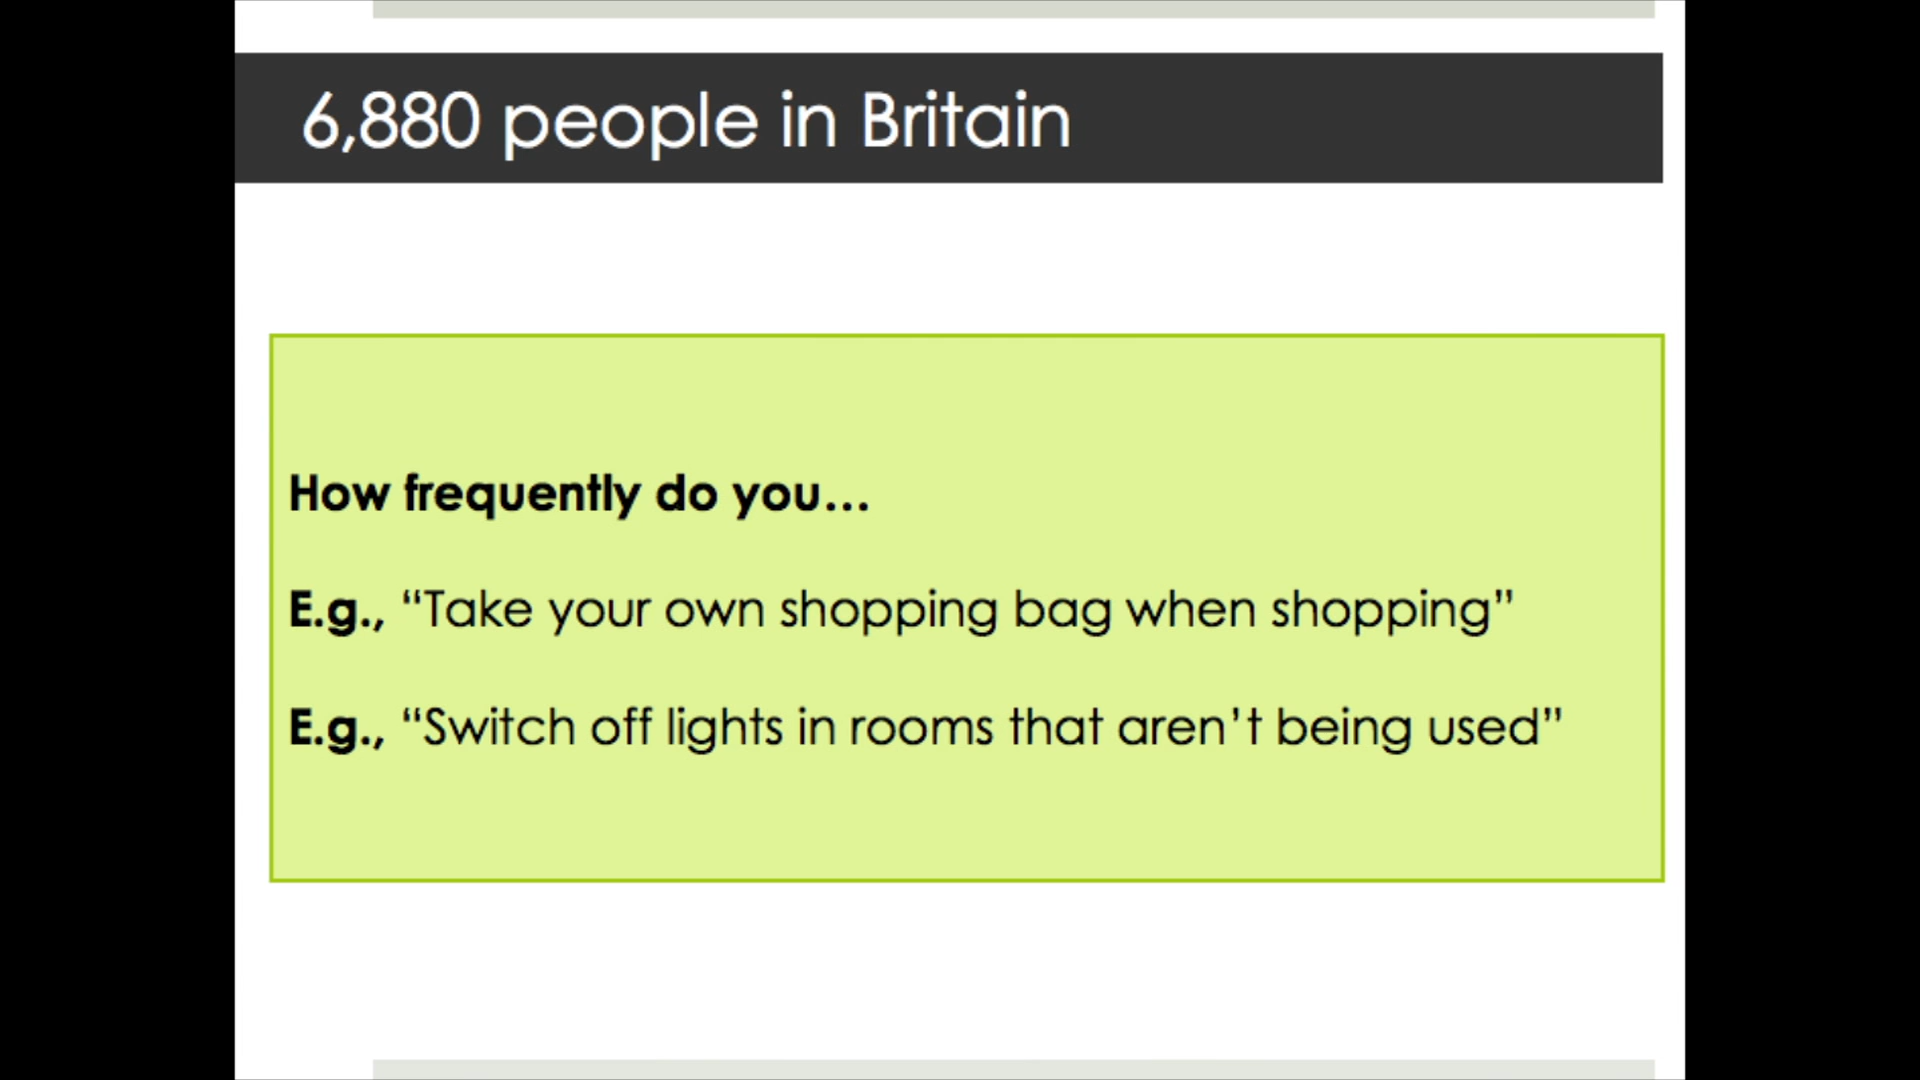 6,880 people in Britain
How frequently do you…
E.g., “Take your own shopping bag when shopping”
E.g., “Switch off lights in rooms that aren’t being used”